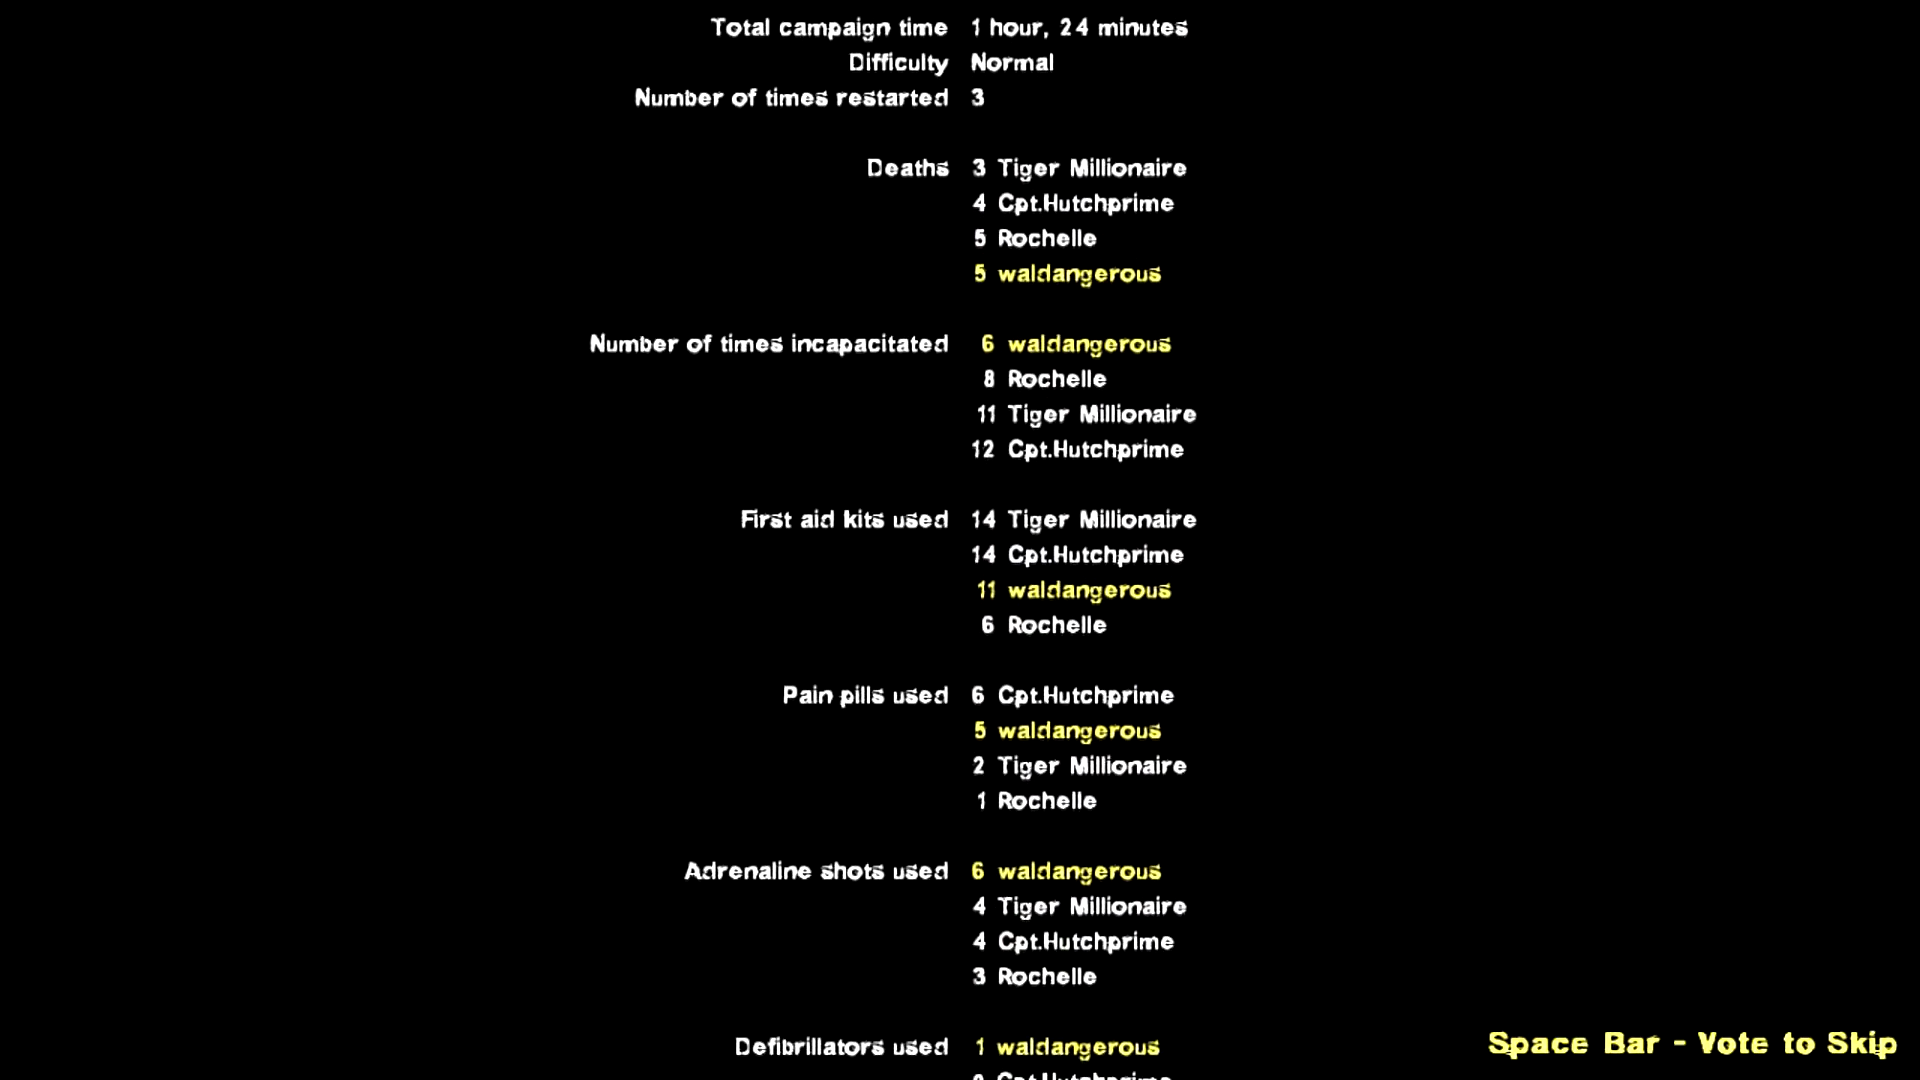 Total campaign time 1 hour, 24 minutes
Difficulty Normal
Number of times restarted 3
Deaths 3 Tiger Millionaire
4 Cpt.Hutchprime
5 Rochelle
5 waldangerous
Number of times incapacitated 6 waldangerous
8 Rochelle
11 Tiger Millionaire
12 Cpt.Hutchprime
First aid kits used 14 Tiger Millionaire
14 Cpt.Hutchprime
11 waldangerous
6 Rochelle
Pain pills used 6 Cpt.Hutchprime
5 waldangerous
2 Tiger Millionaire
1 Rochelle
Adrenaline shots used 6 waldangerous
4 Tiger Millionaire
4 Cpt.Hutchprime
3 Rochelle
Defibrillators used 1 waldangerous
Cpt.Hutchprime
Space Bar - Vote to Skip